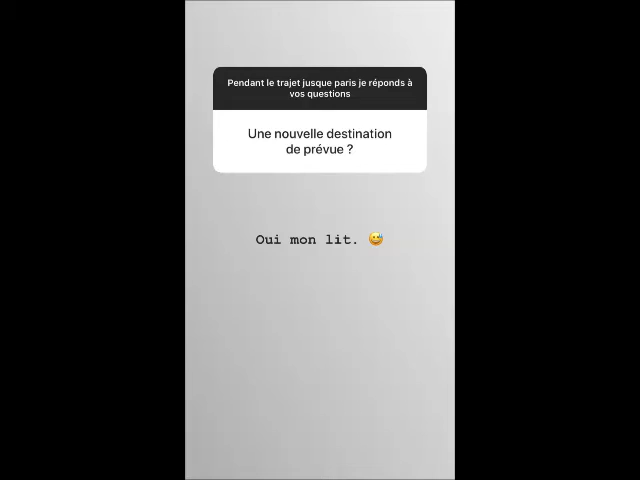 Pendant le trajet jusque paris je réponds à
vos questions
Une nouvelle destination
de prévue ?
Oui mon lit. 😅